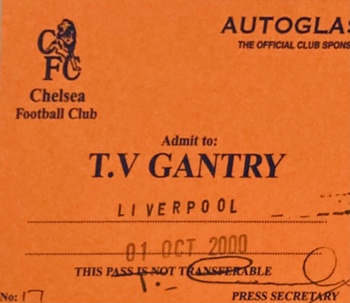 AUTOGLAS
THE OFFICIAL CLUB SPONS
C
FC
Chelsea
Football Club
Admit to:
T.V GANTRY
LIVERPOOL
01 OCT 2000
THIS PASS IS NOT TRANSFERABLE
No: 17
PRESS SECRETARY